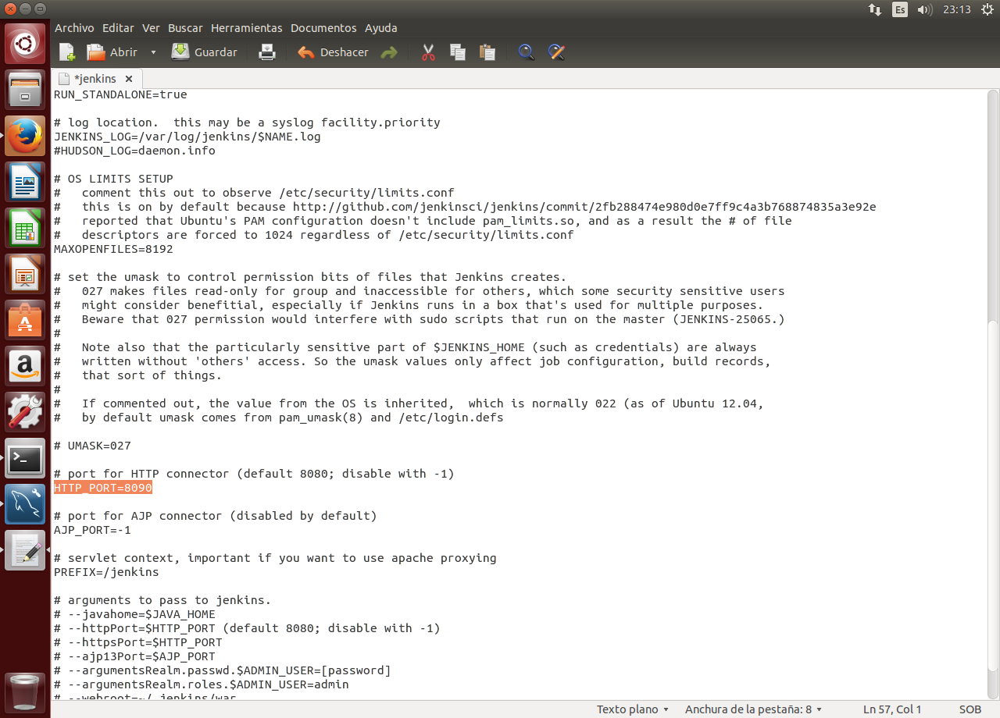 Es 23:13
Archivo Editar Ver Buscar Herramientas Documentos Ayuda
Abrir Guardar Deshacer
*jenkins
RUN_STANDALONE=true
# log location.  this may be a syslog facility.priority
JENKINS_LOG=/var/log/jenkins/$NAME.log
#HUDSON_LOG=daemon.info
# OS LIMITS SETUP
#   comment this out to observe /etc/security/limits.conf
#   this is on by default because http://github.com/jenkinsci/jenkins/commit/2fb288474e980d0e7ff9c4a3b768874835a3e92e
#   reported that Ubuntu's PAM configuration doesn't include pam_limits.so, and as a result the # of file
#   descriptors are forced to 1024 regardless of /etc/security/limits.conf
MAXOPENFILES=8192
# set the umask to control permission bits of files that Jenkins creates.
#   027 makes files read-only for group and inaccessible for others, which some security sensitive users
#   might consider benefitial, especially if Jenkins runs in a box that's used for multiple purposes.
#   Beware that 027 permission would interfere with sudo scripts that run on the master (JENKINS-25065.)
#
#   Note also that the particularly sensitive part of $JENKINS_HOME (such as credentials) are always
#   written without 'others' access. So the umask values only affect job configuration, build records,
#   that sort of things.
#
#   If commented out, the value from the OS is inherited,  which is normally 022 (as of Ubuntu 12.04,
#   by default umask comes from pam_umask(8) and /etc/login.defs
# UMASK=027
# port for HTTP connector (default 8080; disable with -1)
HTTP_PORT=8090
# port for AJP connector (disabled by default)
AJP_PORT=-1
# servlet context, important if you want to use apache proxying
PREFIX=/jenkins
# arguments to pass to jenkins.
# --javahome=$JAVA_HOME
# --httpPort=$HTTP_PORT (default 8080; disable with -1)
# --httpsPort=$HTTP_PORT
# --ajp13Port=$AJP_PORT
# --argumentsRealm.passwd.$ADMIN_USER=[password]
# --argumentsRealm.roles.$ADMIN_USER=admin
# --webroot=~/.jenkins/war
Texto plano Anchura de la pestaña: 8 Ln 57, Col 1 SOB